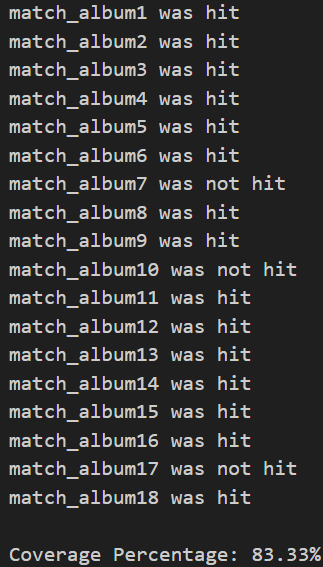 match_album1 was hit
match_album2 was hit
match_album3 was hit
match_album4 was hit
match_album5 was hit
match_album6 was hit
match_album7 was not hit
match_album8 was hit
match_album9 was hit
match_album10 was not hit
match_album11 was hit
match_album12 was hit
match_album13 was hit
match_album14 was hit
match_album15 was hit
match_album16 was hit
match_album17 was not hit
match_album18 was hit
Coverage Percentage: 83.33%